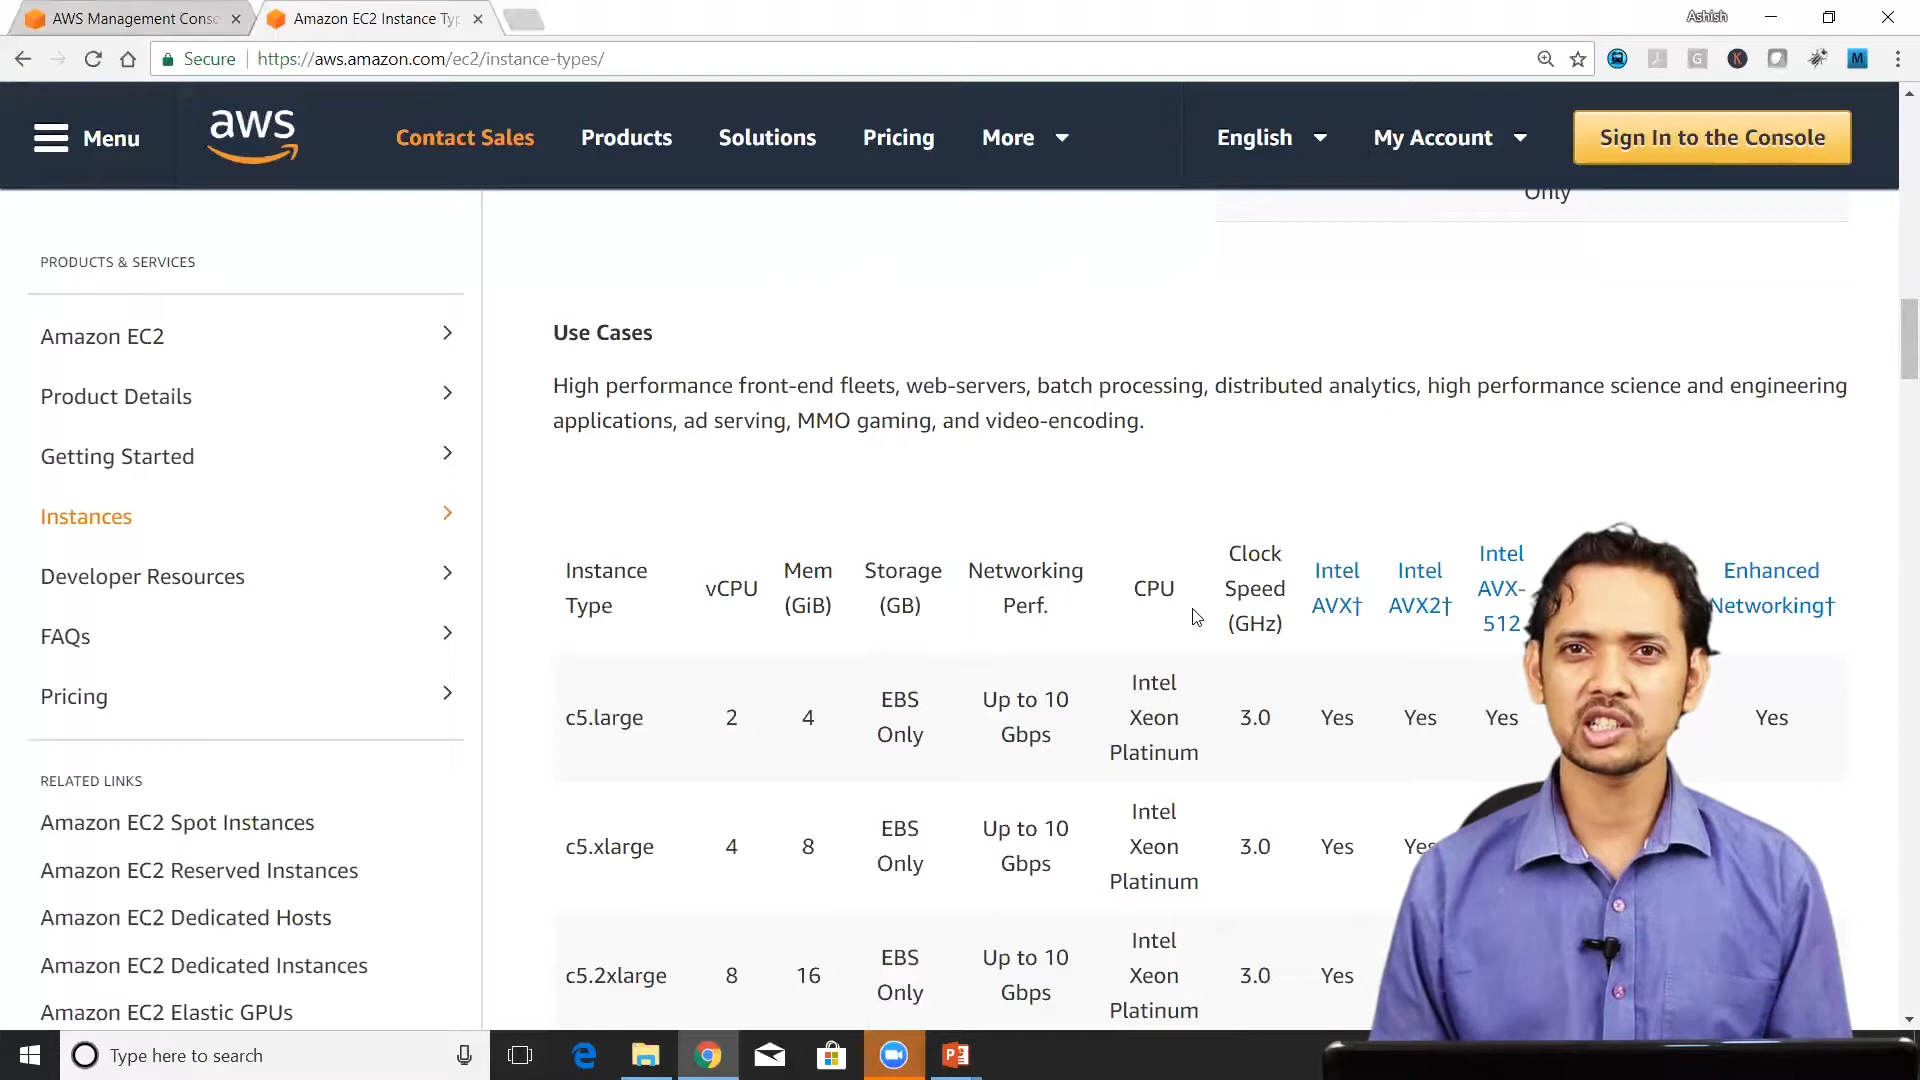 AWS Management Conso
Amazon EC2 Instance Typ
Ashish
Secure
https://aws.amazon.com/ec2/instance-types/
Menu
aws
Contact Sales
Products
Solutions
Pricing
More
English
My Account
Sign In to the Console
Only
PRODUCTS & SERVICES
Amazon EC2
Product Details
Getting Started
Instances
Developer Resources
FAQs
Pricing
RELATED LINKS
Amazon EC2 Spot Instances
Amazon EC2 Reserved Instances
Amazon EC2 Dedicated Hosts
Amazon EC2 Dedicated Instances
Amazon EC2 Elastic GPUs
Use Cases
High performance front-end fleets, web-servers, batch processing, distributed analytics, high performance science and engineering
applications, ad serving, MMO gaming, and video-encoding.
Instance Type
vCPU
Mem (GiB)
Storage (GB)
Networking Perf.
CPU
Clock Speed (GHz)
Intel AVX†
Intel AVX2†
Intel AVX-512
Enhanced Networking†
c5.large 2 4 EBS Only Up to 10 Gbps Intel Xeon Platinum 3.0 Yes Yes Yes Yes
c5.xlarge 4 8 EBS Only Up to 10 Gbps Intel Xeon Platinum 3.0 Yes Yes
c5.2xlarge 8 16 EBS Only Up to 10 Gbps Intel Xeon Platinum 3.0 Yes
Type here to search